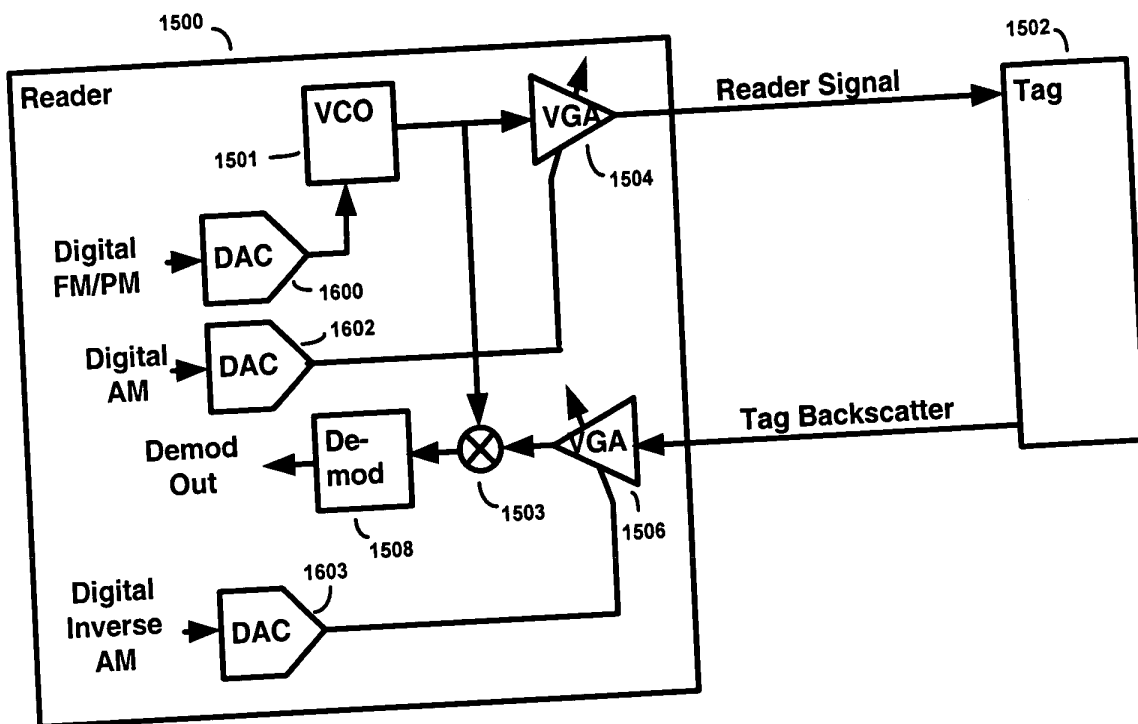 1500
1502
Reader
VCO
VGA
Reader Signal
Tag
1501
1504
Digital
FM/PM
DAC
1600
1602
Digital
AM
DAC
Tag Backscatter
Demod
Out
De-
mod
VGA
1503
1506
1508
1603
Digital
Inverse
AM
DAC